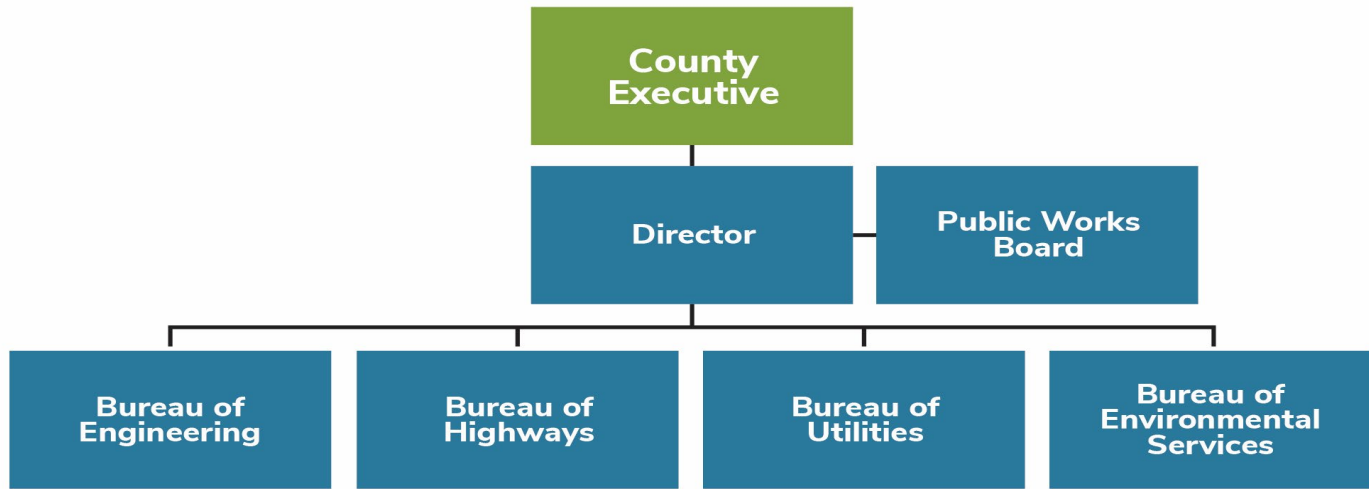 County
Executive
Director
Public Works
Board
Bureau of
Engineering
Bureau of
Highways
Bureau of
Utilities
Bureau of
Environmental
Services